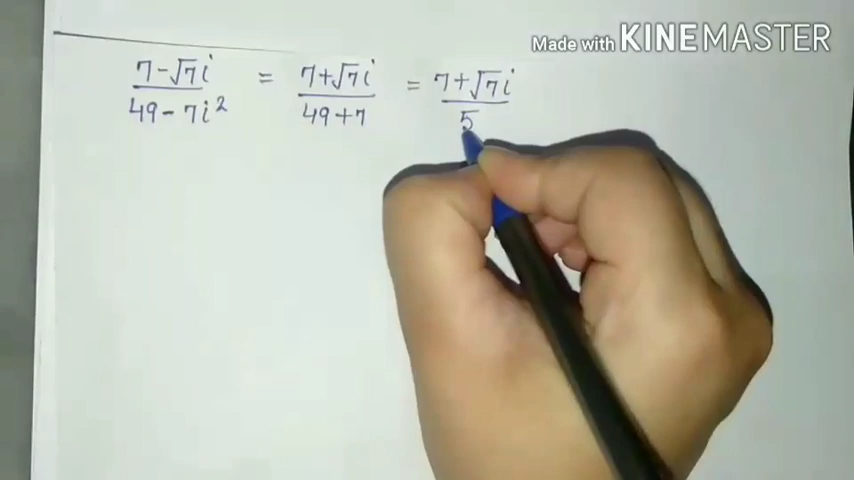 Made with KINEMASTER
7-√7i / 49-7i² = 7+√7i / 49+7 = 7+√7i / 5